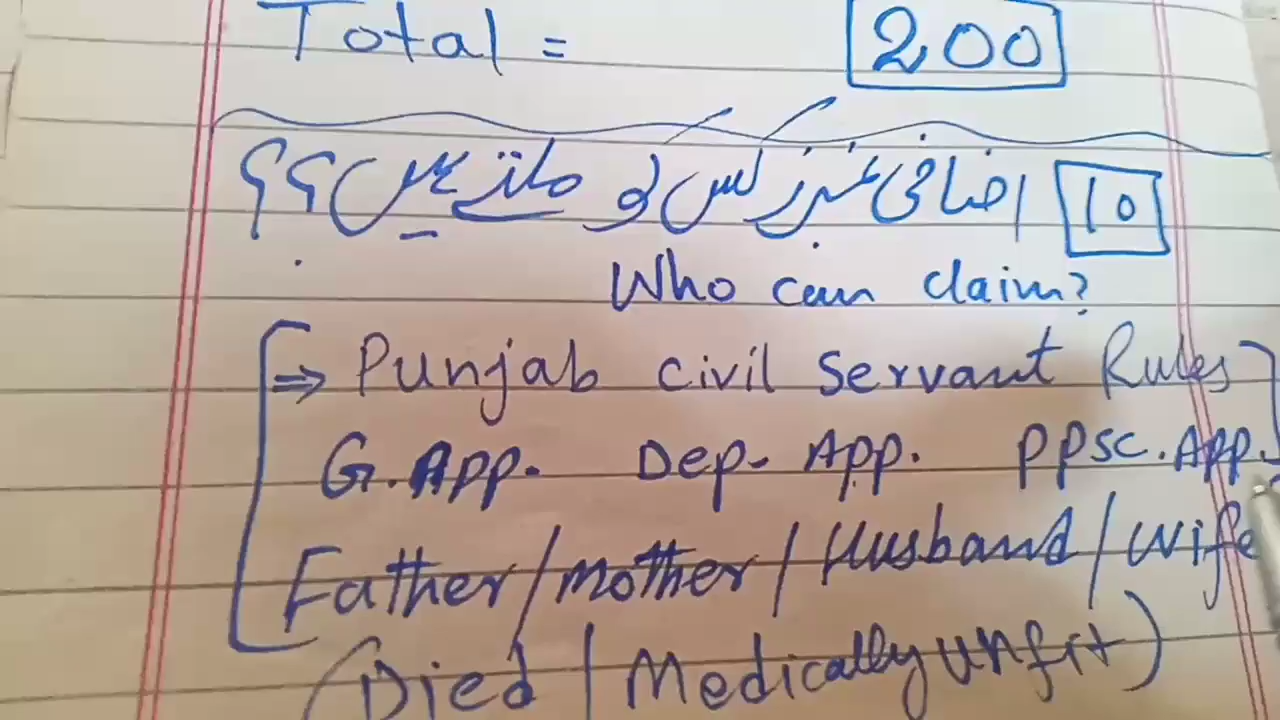 Total = 200
10 اضافی نمبرز کس کو ملتے ہیں؟؟
Who can claim?
⇒ Punjab civil Servant Rules
G. App. Dep- App. PPSC. App.
Father/mother/Husband/wife
(Died / Medically unfit)